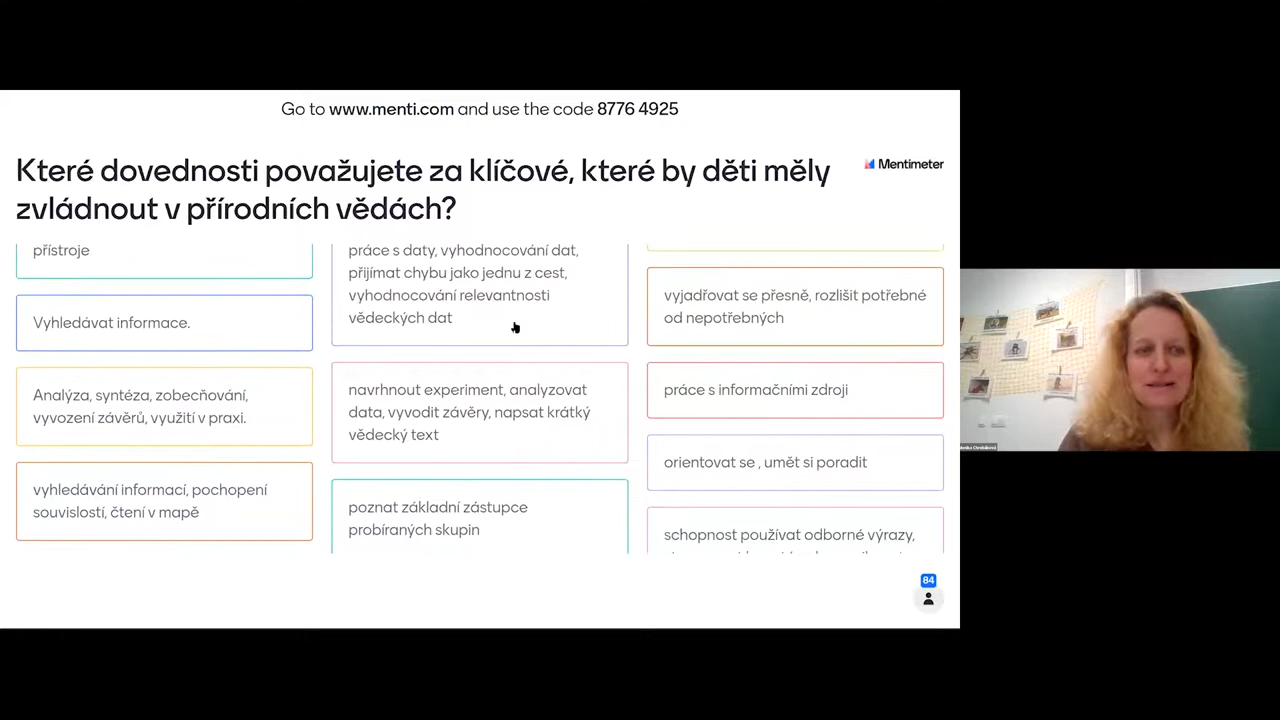 Go to www.menti.com and use the code 8776 4925
Které dovednosti považujete za klíčové, které by děti měly
zvládnout v přírodních vědách?
Mentimeter
přístroje
Vyhledávat informace.
Analýza, syntéza, zobecňování,
vyvození závěrů, využití v praxi.
vyhledávání informací, pochopení
souvislostí, čtení v mapě
práce s daty, vyhodnocování dat,
přijímat chybu jako jednu z cest,
vyhodnocování relevantnosti
vědeckých dat
navrhnout experiment, analyzovat
data, vyvodit závěry, napsat krátký
vědecký text
poznat základní zástupce
probíraných skupin
vyjadřovat se přesně, rozlišit potřebné
od nepotřebných
práce s informačními zdroji
orientovat se , umět si poradit
schopnost používat odborné výrazy,
84